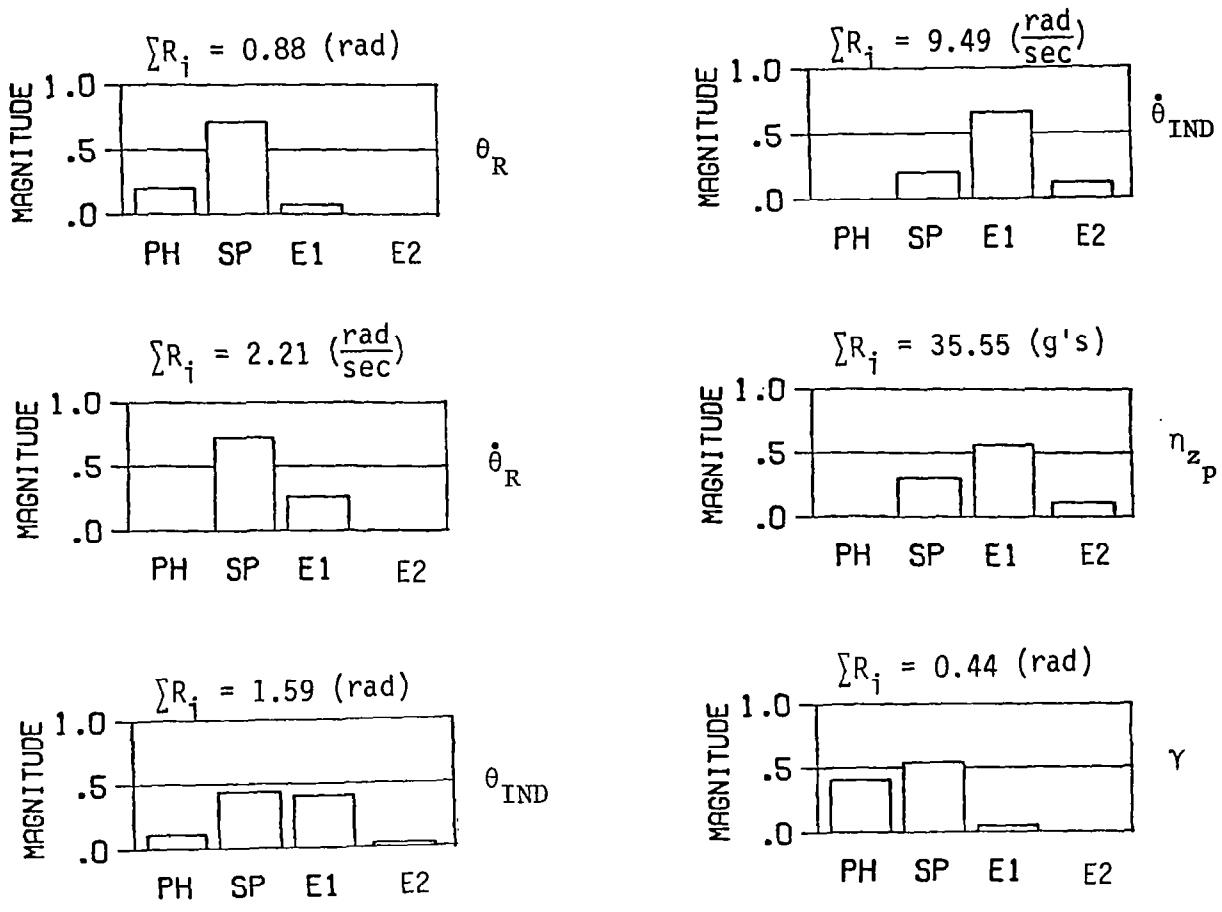 ∑R_i = 0.88 (rad)
MAGNITUDE
1.0
.5
.0
PH SP E1 E2
θ_R
∑R_i = 9.49 (rad/sec)
MAGNITUDE
1.0
.5
.0
PH SP E1 E2
θ̇_IND
∑R_i = 2.21 (rad/sec)
MAGNITUDE
1.0
.5
.0
PH SP E1 E2
θ̇_R
∑R_i = 35.55 (g's)
MAGNITUDE
1.0
.5
.0
PH SP E1 E2
η_z_p
∑R_i = 1.59 (rad)
MAGNITUDE
1.0
.5
.0
PH SP E1 E2
θ_IND
∑R_i = 0.44 (rad)
MAGNITUDE
1.0
.5
.0
PH SP E1 E2
γ